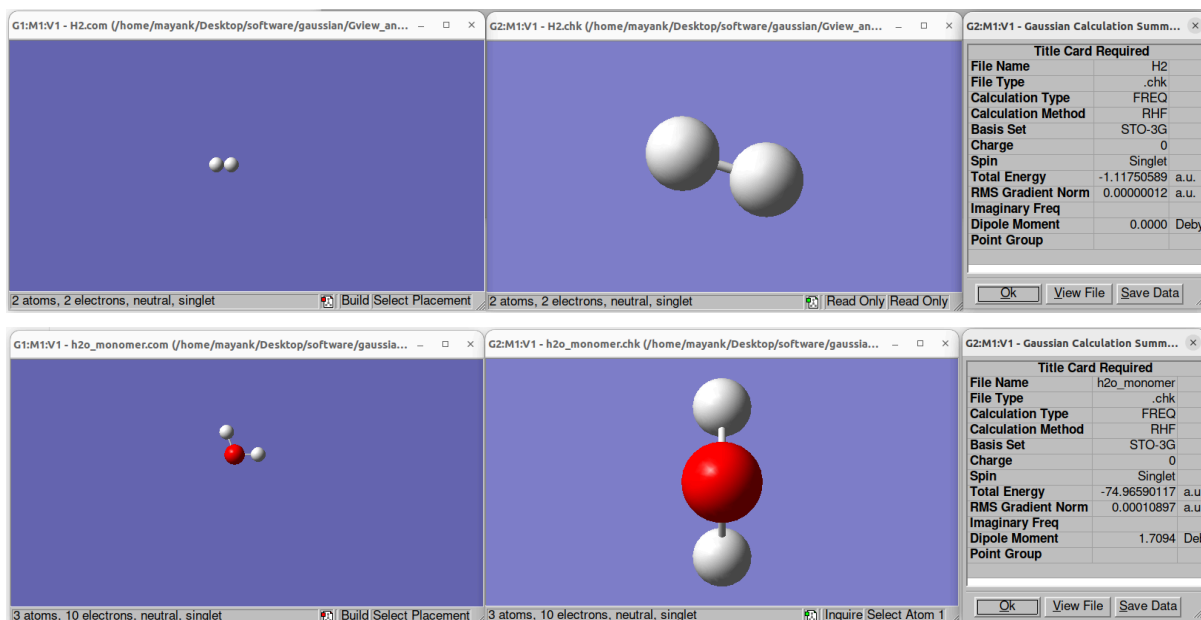 G1:M1:V1 - H2.com (/home/mayank/Desktop/software/gaussian/Gview_an...
G2:M1:V1 - H2.chk (/home/mayank/Desktop/software/gaussian/Gview_an...
G2:M1:V1 - Gaussian Calculation Summ...
Title Card Required
File Name H2
File Type .chk
Calculation Type FREQ
Calculation Method RHF
Basis Set STO-3G
Charge 0
Spin Singlet
Total Energy -1.11750589 a.u.
RMS Gradient Norm 0.00000012 a.u.
Imaginary Freq
Dipole Moment 0.0000 Deby
Point Group
2 atoms, 2 electrons, neutral, singlet Build Select Placement
2 atoms, 2 electrons, neutral, singlet Read Only Read Only
Ok View File Save Data
G1:M1:V1 - h2o_monomer.com (/home/mayank/Desktop/software/gaussia...
G2:M1:V1 - h2o_monomer.chk (/home/mayank/Desktop/software/gaussia...
G2:M1:V1 - Gaussian Calculation Summ...
Title Card Required
File Name h2o_monomer
File Type .chk
Calculation Type FREQ
Calculation Method RHF
Basis Set STO-3G
Charge 0
Spin Singlet
Total Energy -74.96590117 a.u
RMS Gradient Norm 0.00010897 a.u
Imaginary Freq
Dipole Moment 1.7094 Del
Point Group
3 atoms, 10 electrons, neutral, singlet Build Select Placement
3 atoms, 10 electrons, neutral, singlet Inquire Select Atom 1
Ok View File Save Data